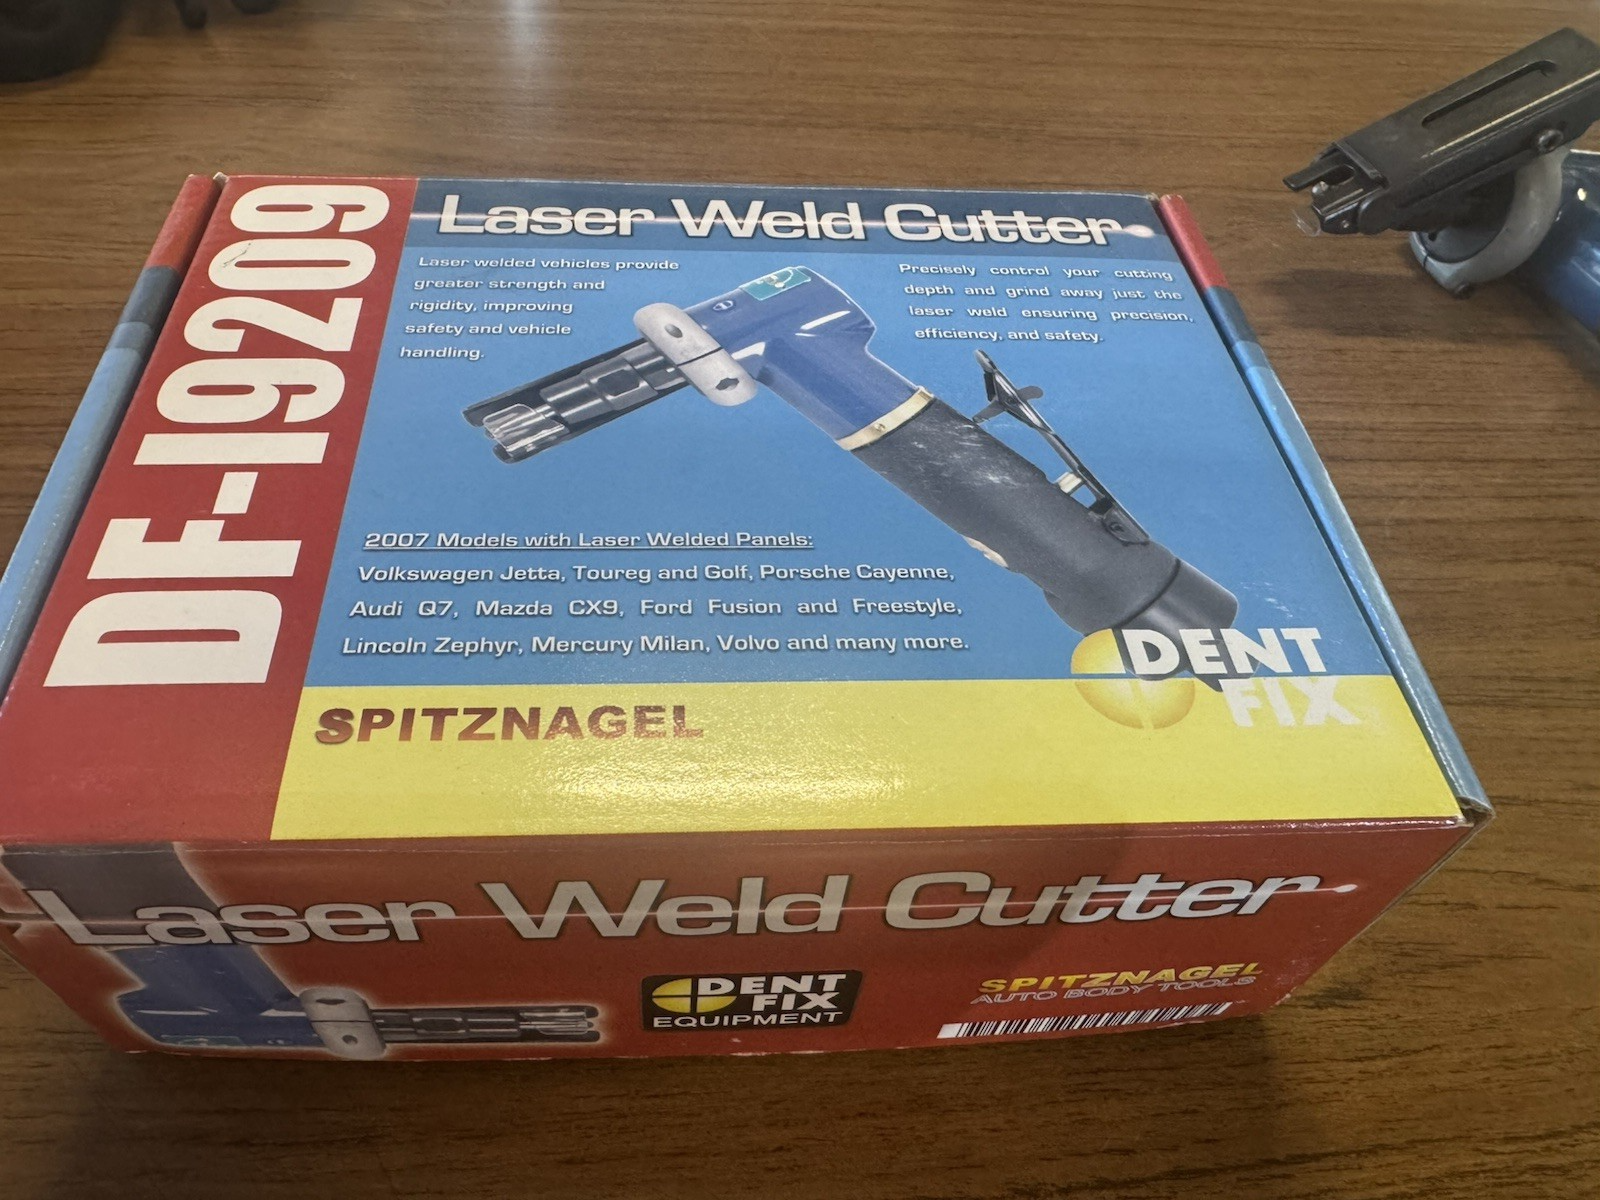 DF-19209
Laser Weld Cutter
Laser welded vehicles provide
greater strength and
rigidity, improving
safety and vehicle
handling.
Precisely control your cutting
depth and grind away just the
laser weld ensuring precision,
efficiency, and safety.
2007 Models with Laser Welded Panels:
Volkswagen Jetta, Toureg and Golf, Porsche Cayenne,
Audi Q7, Mazda CX9, Ford Fusion and Freestyle,
Lincoln Zephyr, Mercury Milan, Volvo and many more.
DENT
FIX
SPITZNAGEL
Laser Weld Cutter
DENT
FIX
EQUIPMENT
SPITZNAGEL
AUTO BODY TOOLS